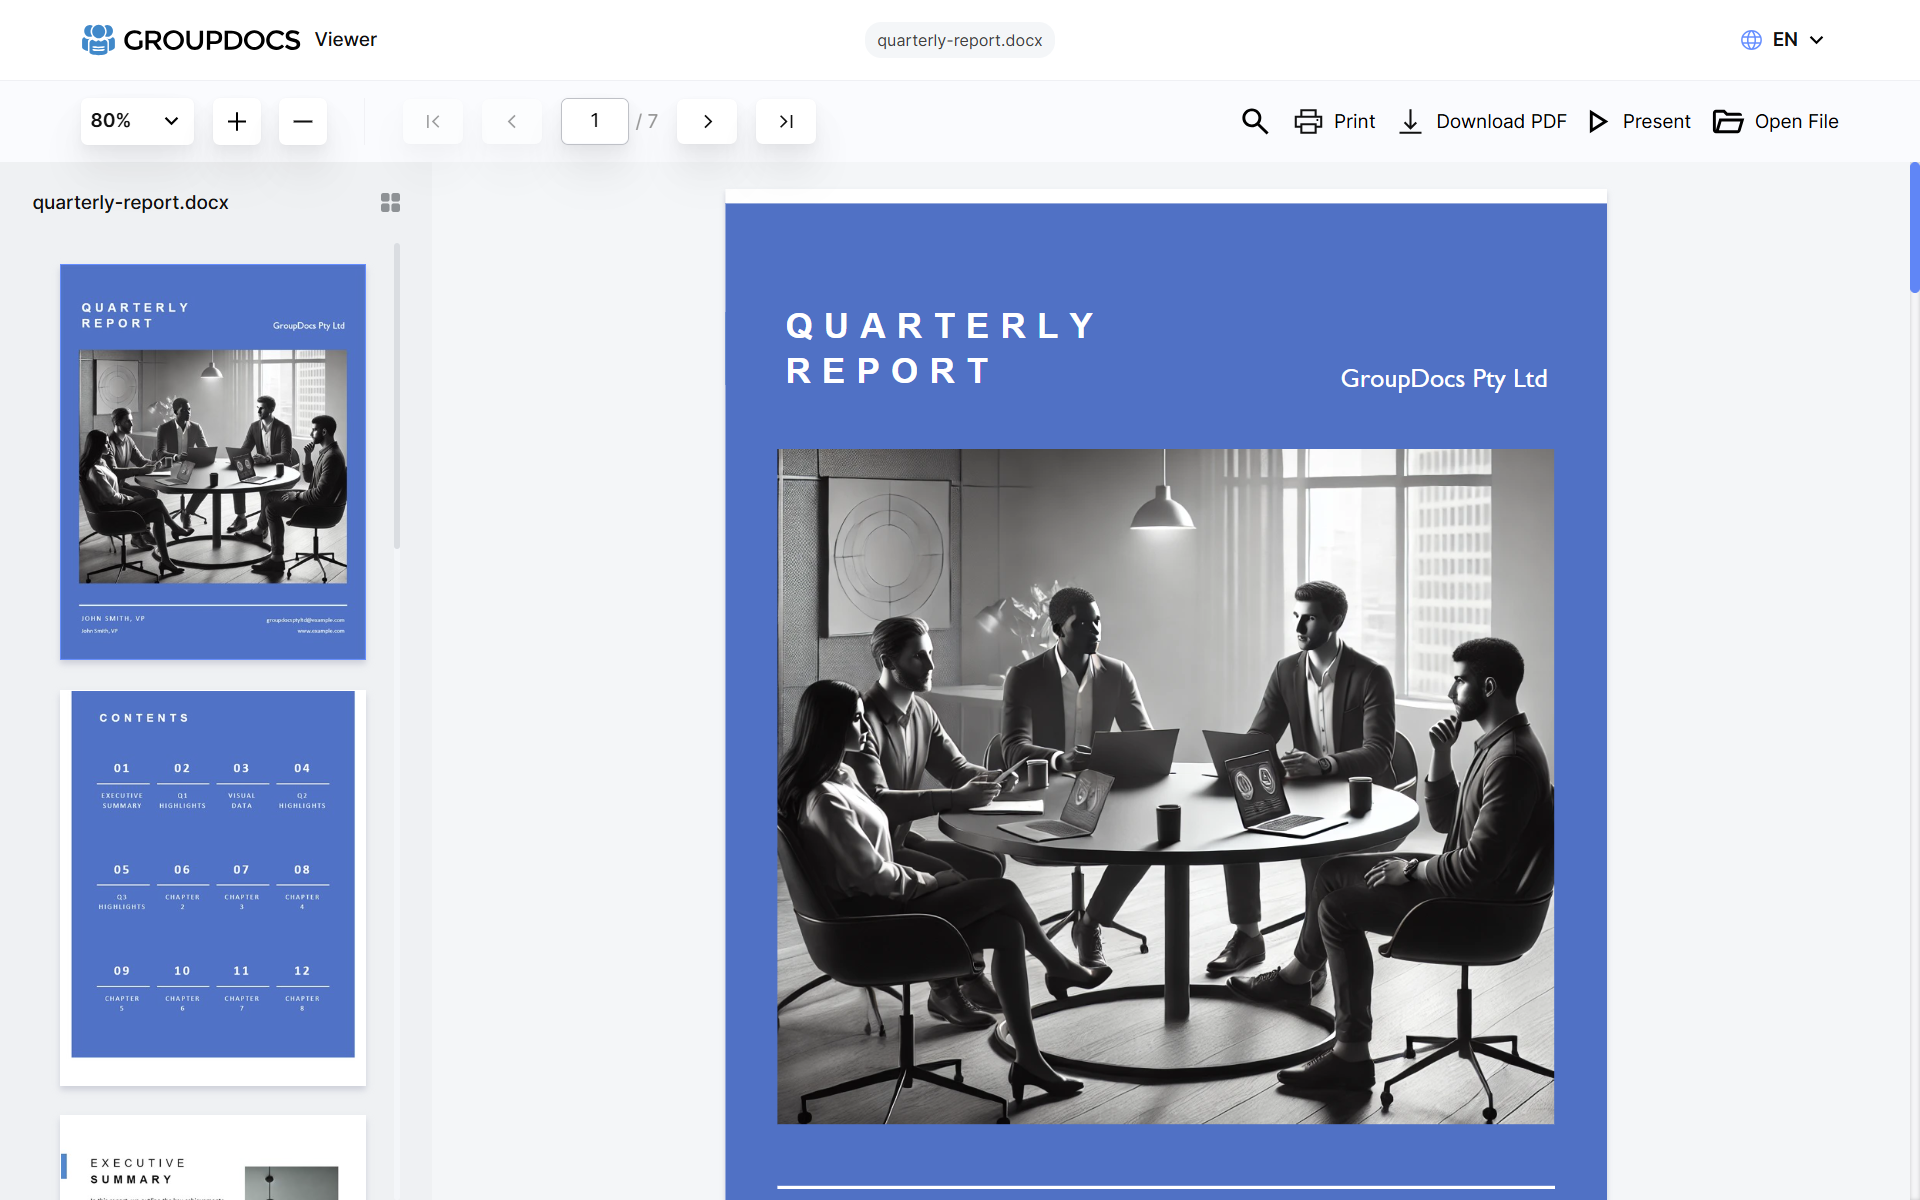 GROUPDOCS Viewer
quarterly-report.docx
EN
80%
1 / 7
Print
Download PDF
Present
Open File
quarterly-report.docx
QUARTERLY
REPORT
GroupDocs Pty Ltd
JOHN SMITH, VP
John Smith, VP
groupdocsptyltd@example.com
www.example.com
CONTENTS
01 02 03 04
EXECUTIVE SUMMARY
Q1 HIGHLIGHTS
VISUAL DATA
Q2 HIGHLIGHTS
05 06 07 08
Q3 HIGHLIGHTS
CHAPTER 2
CHAPTER 3
CHAPTER 4
09 10 11 12
CHAPTER 5
CHAPTER 6
CHAPTER 7
CHAPTER 8
EXECUTIVE
SUMMARY
QUARTERLY
REPORT
GroupDocs Pty Ltd